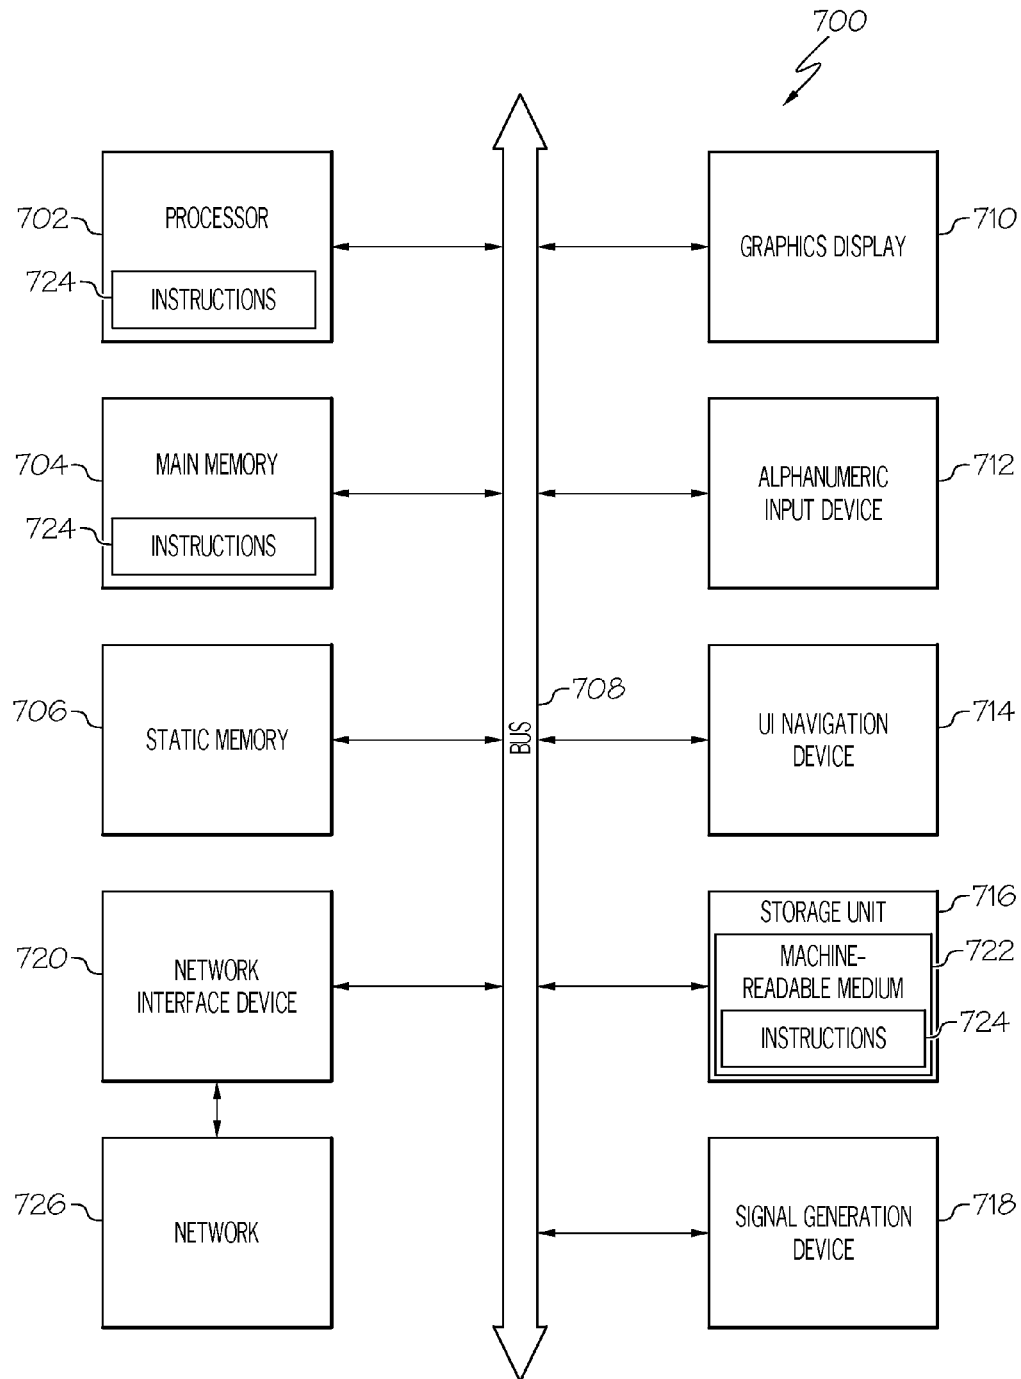 700
702
PROCESSOR
724
INSTRUCTIONS
710
GRAPHICS DISPLAY
704
MAIN MEMORY
724
INSTRUCTIONS
712
ALPHANUMERIC
INPUT DEVICE
706
STATIC MEMORY
708
BUS
714
UI NAVIGATION
DEVICE
720
NETWORK
INTERFACE DEVICE
716
STORAGE UNIT
722
MACHINE-
READABLE MEDIUM
724
INSTRUCTIONS
726
NETWORK
718
SIGNAL GENERATION
DEVICE